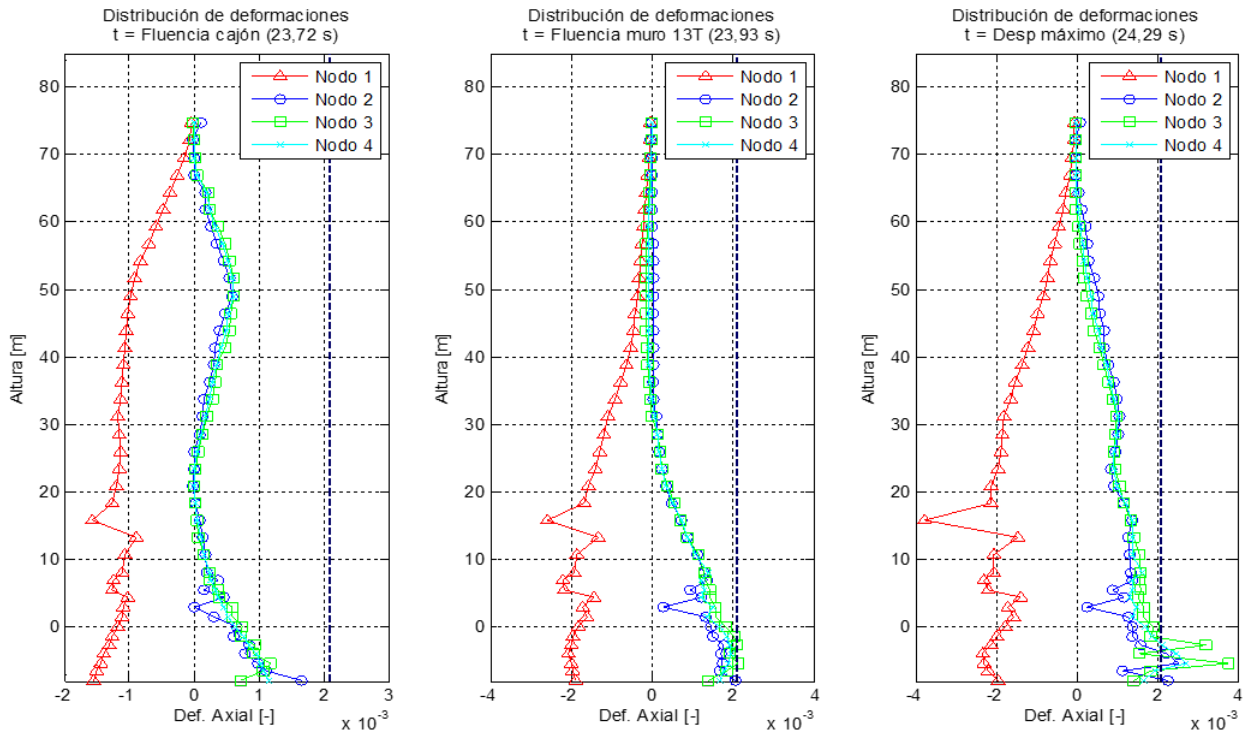 Distribución de deformaciones
t = Fluencia cajón (23,72 s)
Nodo 1
Nodo 2
Nodo 3
Nodo 4
80
70
60
50
40
30
20
10
0
Altura [m]
-2
-1
0
1
2
3
Def. Axial [-]
x 10-3
Distribución de deformaciones
t = Fluencia muro 13T (23,93 s)
Nodo 1
Nodo 2
Nodo 3
Nodo 4
80
70
60
50
40
30
20
10
0
Altura [m]
-4
-2
0
2
4
Def. Axial [-]
x 10-3
Distribución de deformaciones
t = Desp máximo (24,29 s)
Nodo 1
Nodo 2
Nodo 3
Nodo 4
80
70
60
50
40
30
20
10
0
Altura [m]
-4
-2
0
2
4
Def. Axial [-]
x 10-3